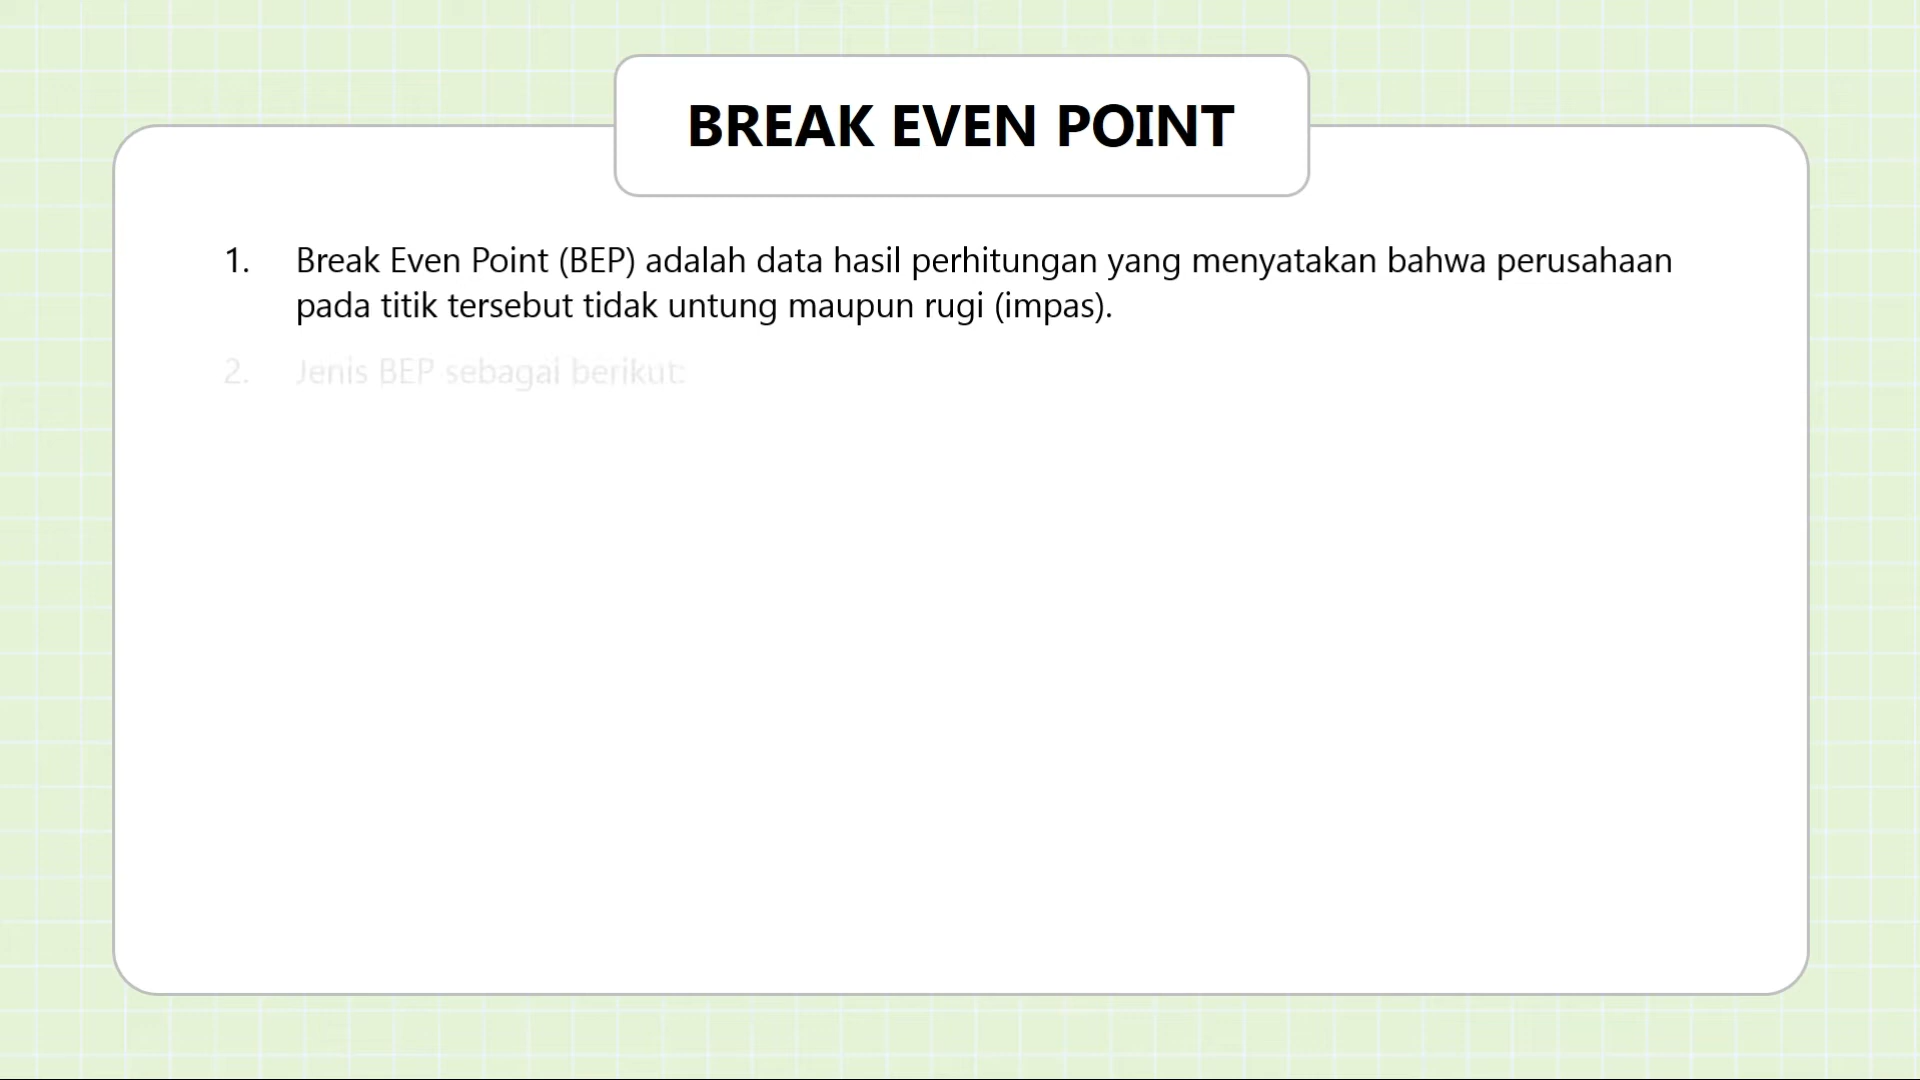 BREAK EVEN POINT
1. Break Even Point (BEP) adalah data hasil perhitungan yang menyatakan bahwa perusahaan
pada titik tersebut tidak untung maupun rugi (impas).
2. Jenis BEP sebagai berikut: